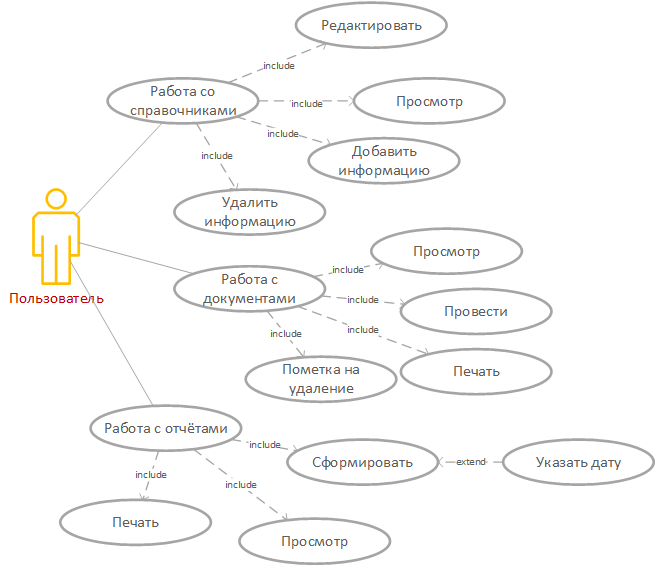 Редактировать
include
Работа со
справочниками
include
Просмотр
include
Добавить
информацию
include
Удалить
информацию
Пользователь
Просмотр
include
Работа с
документами
include
Провести
include
include
Печать
Пометка на
удаление
Работа с отчётами
include
Сформировать
extend
Указать дату
include
include
Печать
Просмотр